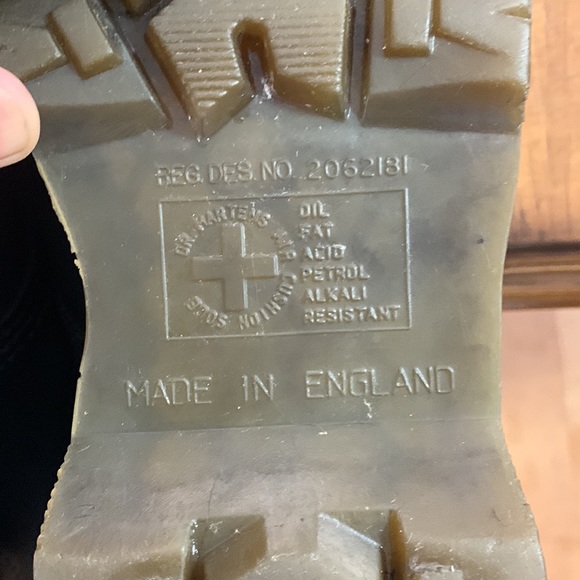 REG. DES. NO. 2062181
DR. MARTENS AIR CUSHION SOLE
OIL
FAT
ACID
PETROL
ALKALI
RESISTANT
MADE IN ENGLAND